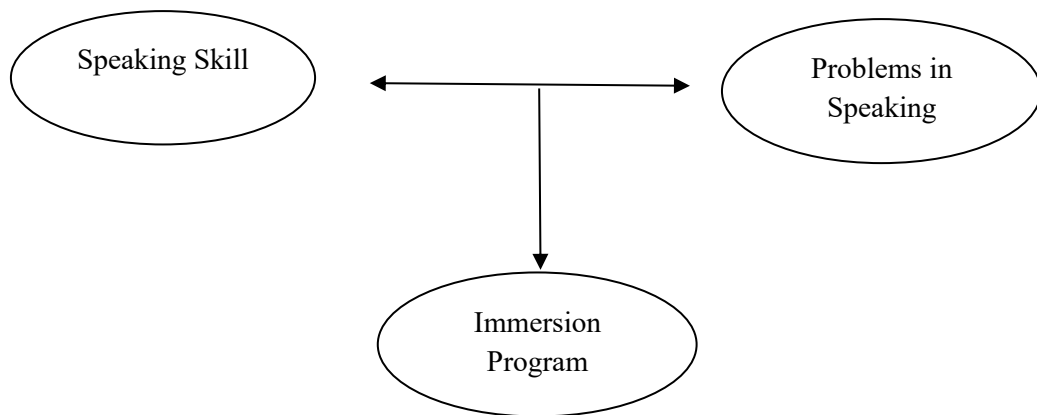 Speaking Skill
Problems in
Speaking
Immersion
Program